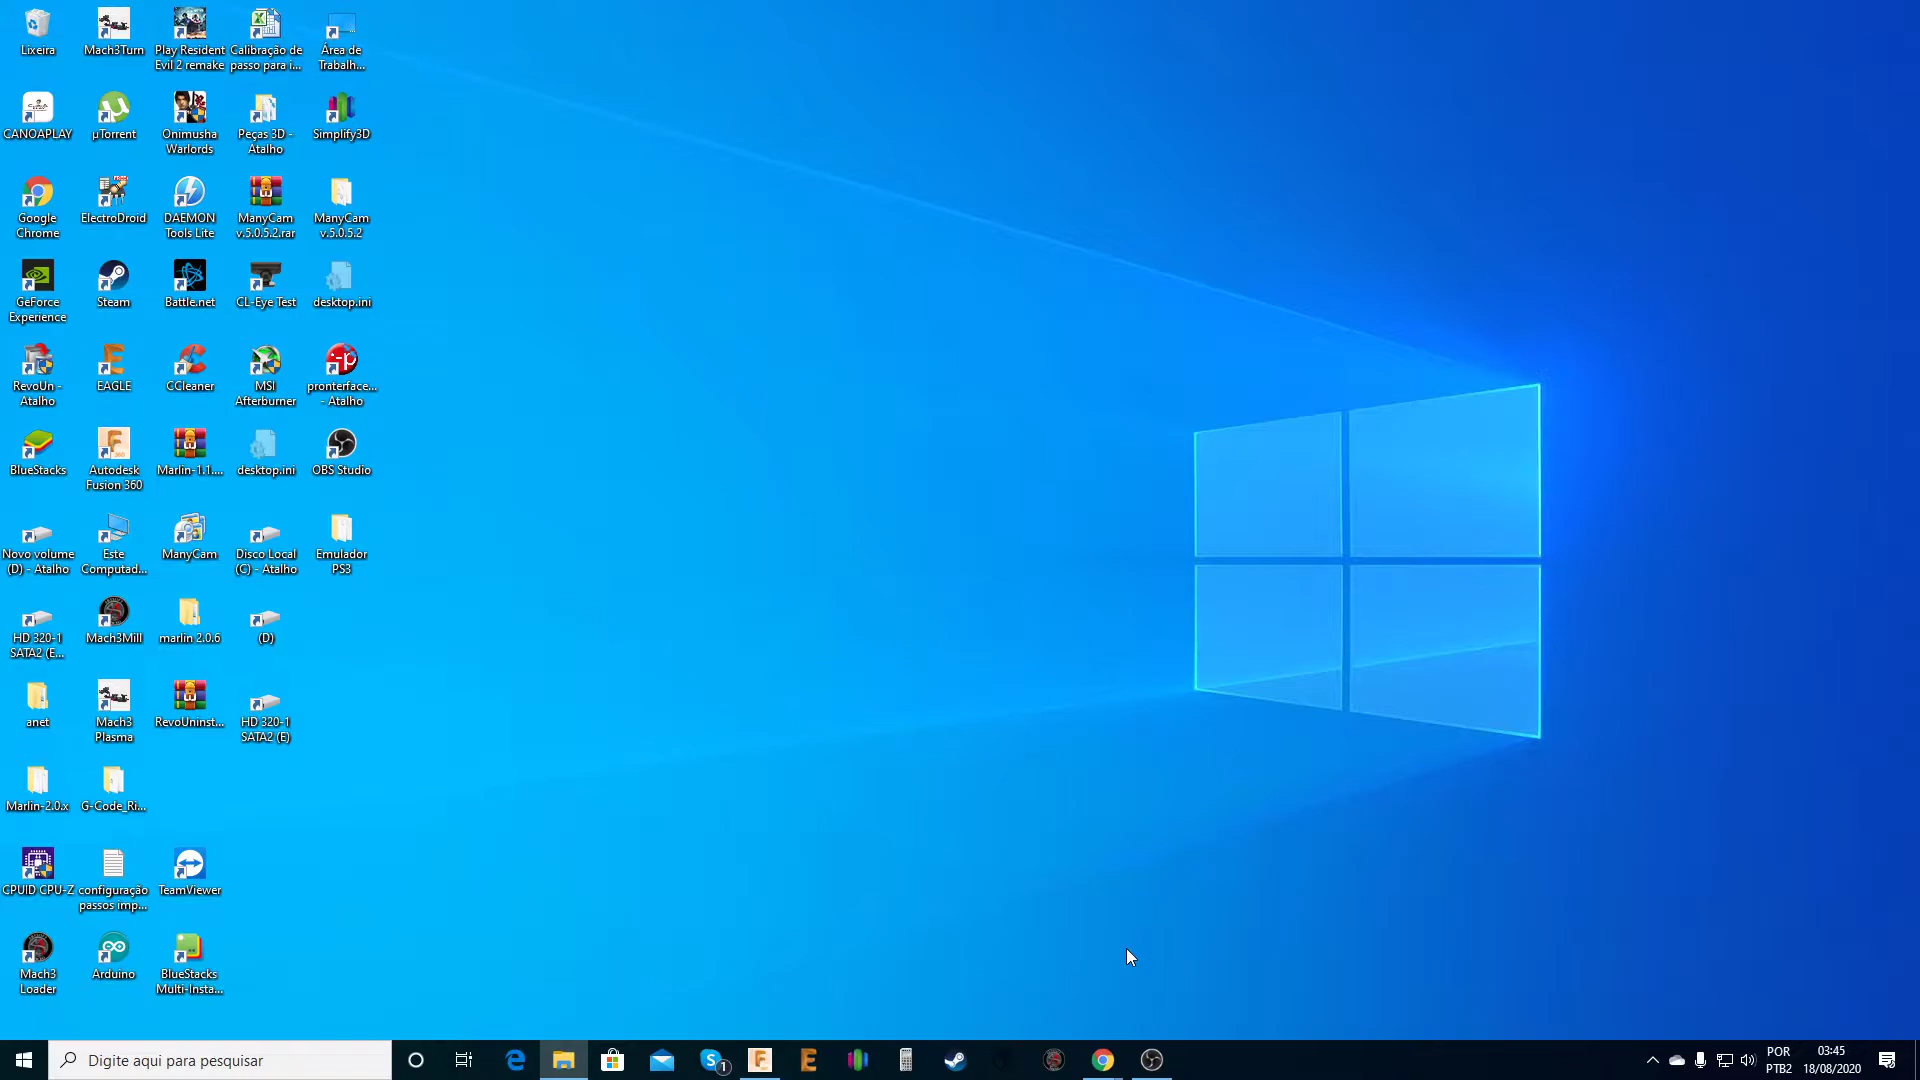 Lixeira
Mach3Turn
Play Resident
Evil 2 remake
Calibração de
passo para i...
Área de
Trabalh...
CANOAPLAY
µTorrent
Onimusha
Warlords
Peças 3D -
Atalho
Simplify3D
Google
Chrome
ElectroDroid
DAEMON
Tools Lite
ManyCam
v.5.0.5.2.rar
ManyCam
v.5.0.5.2
GeForce
Experience
Steam
Battle.net
CL-Eye Test
desktop.ini
RevoUn -
Atalho
EAGLE
CCleaner
MSI
Afterburner
pronterface...
- Atalho
BlueStacks
Autodesk
Fusion 360
Marlin-1.1....
desktop.ini
OBS Studio
Novo volume
(D) - Atalho
Este
Computad...
ManyCam
Disco Local
(C) - Atalho
Emulador
PS3
HD 320-1
SATA2 (E...
Mach3Mill
marlin 2.0.6
(D)
anet
Mach3
Plasma
RevoUninst...
HD 320-1
SATA2 (E)
Marlin-2.0.x
G-Code_Ri...
CPUID CPU-Z
configuração
passos imp...
TeamViewer
Mach3
Loader
Arduino
BlueStacks
Multi-Insta...
Digite aqui para pesquisar
1
POR
PTB2
03:45
18/08/2020